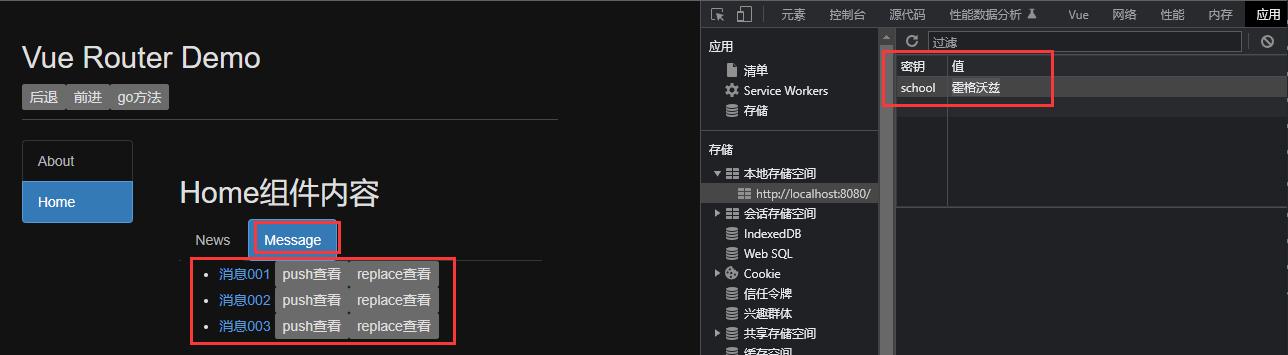 Vue Router Demo
后退 前进 go方法
About
Home
Home组件内容
News Message
消息001 push查看 replace查看
消息002 push查看 replace查看
消息003 push查看 replace查看
元素 控制台 源代码 性能数据分析 Vue 网络 性能 内存 应用
应用
清单
Service Workers
存储
存储
本地存储空间
http://localhost:8080/
会话存储空间
IndexedDB
Web SQL
Cookie
信任令牌
兴趣群体
共享存储空间
缓存空间
过滤
密钥 值
school 霍格沃兹